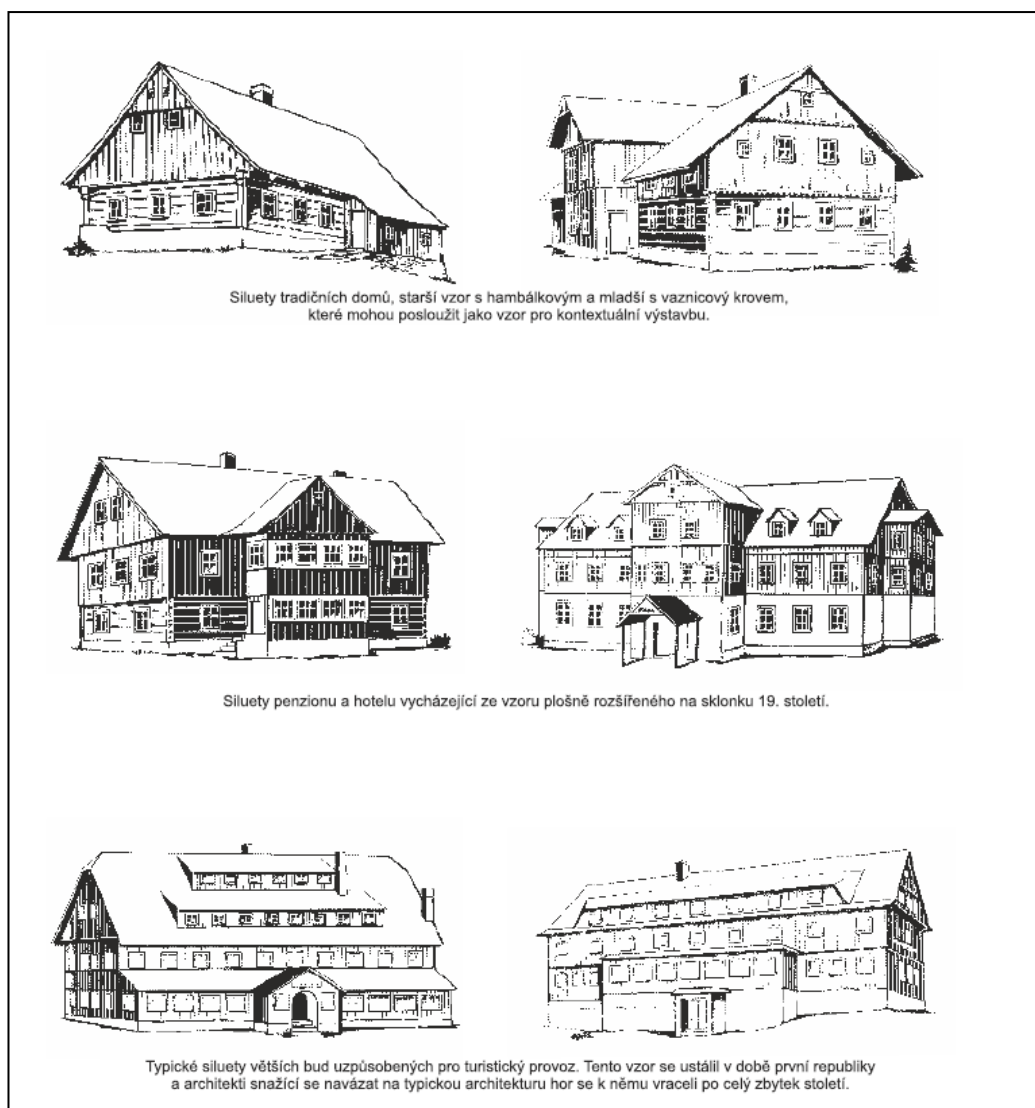 Siluety tradičních domů, starší vzor s hambálkovým a mladší s vaznicový krovem,
které mohou posloužit jako vzor pro kontextuální výstavbu.
Siluety penzionu a hotelu vycházející ze vzoru plošně rozšířeného na sklonku 19. století.
Typické siluety větších bud uzpůsobených pro turistický provoz. Tento vzor se ustálil v době první republiky
a architekti snažící se navázat na typickou architekturu hor se k němu vraceli po celý zbytek století.